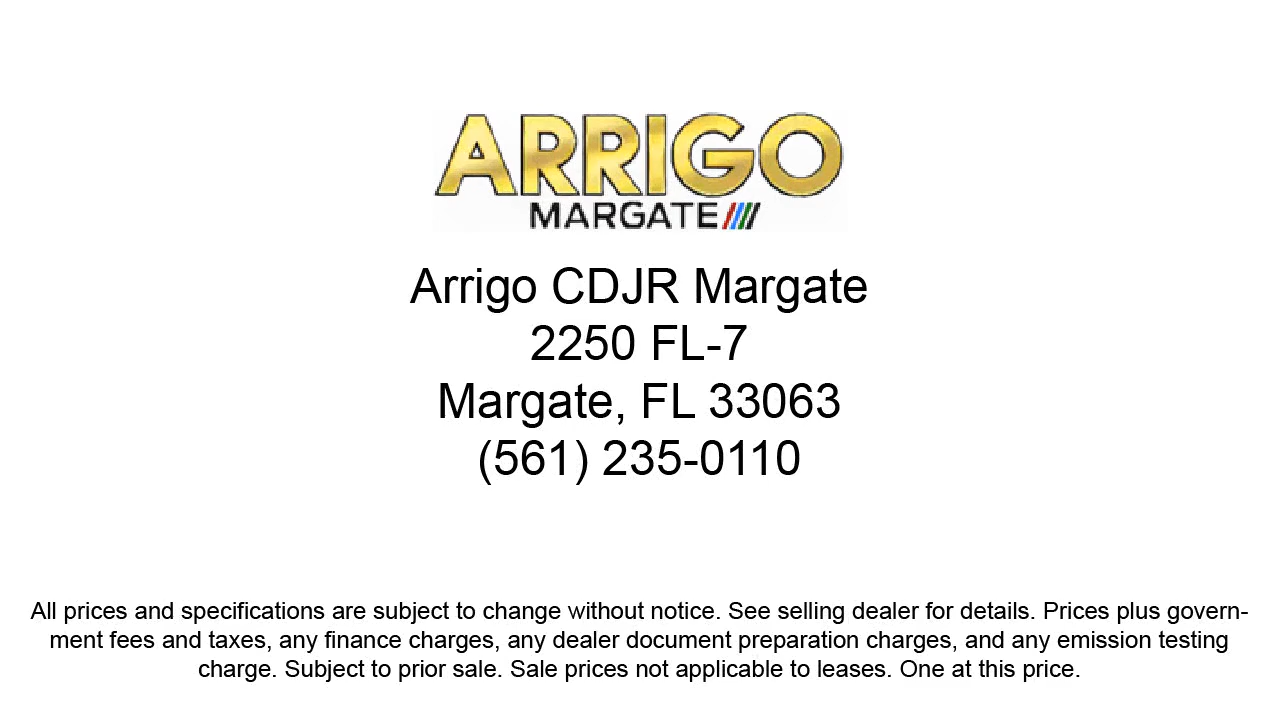 ARRIGO
MARGATE
Arrigo CDJR Margate
2250 FL-7
Margate, FL 33063
(561) 235-0110
All prices and specifications are subject to change without notice. See selling dealer for details. Prices plus govern-
ment fees and taxes, any finance charges, any dealer document preparation charges, and any emission testing
charge. Subject to prior sale. Sale prices not applicable to leases. One at this price.